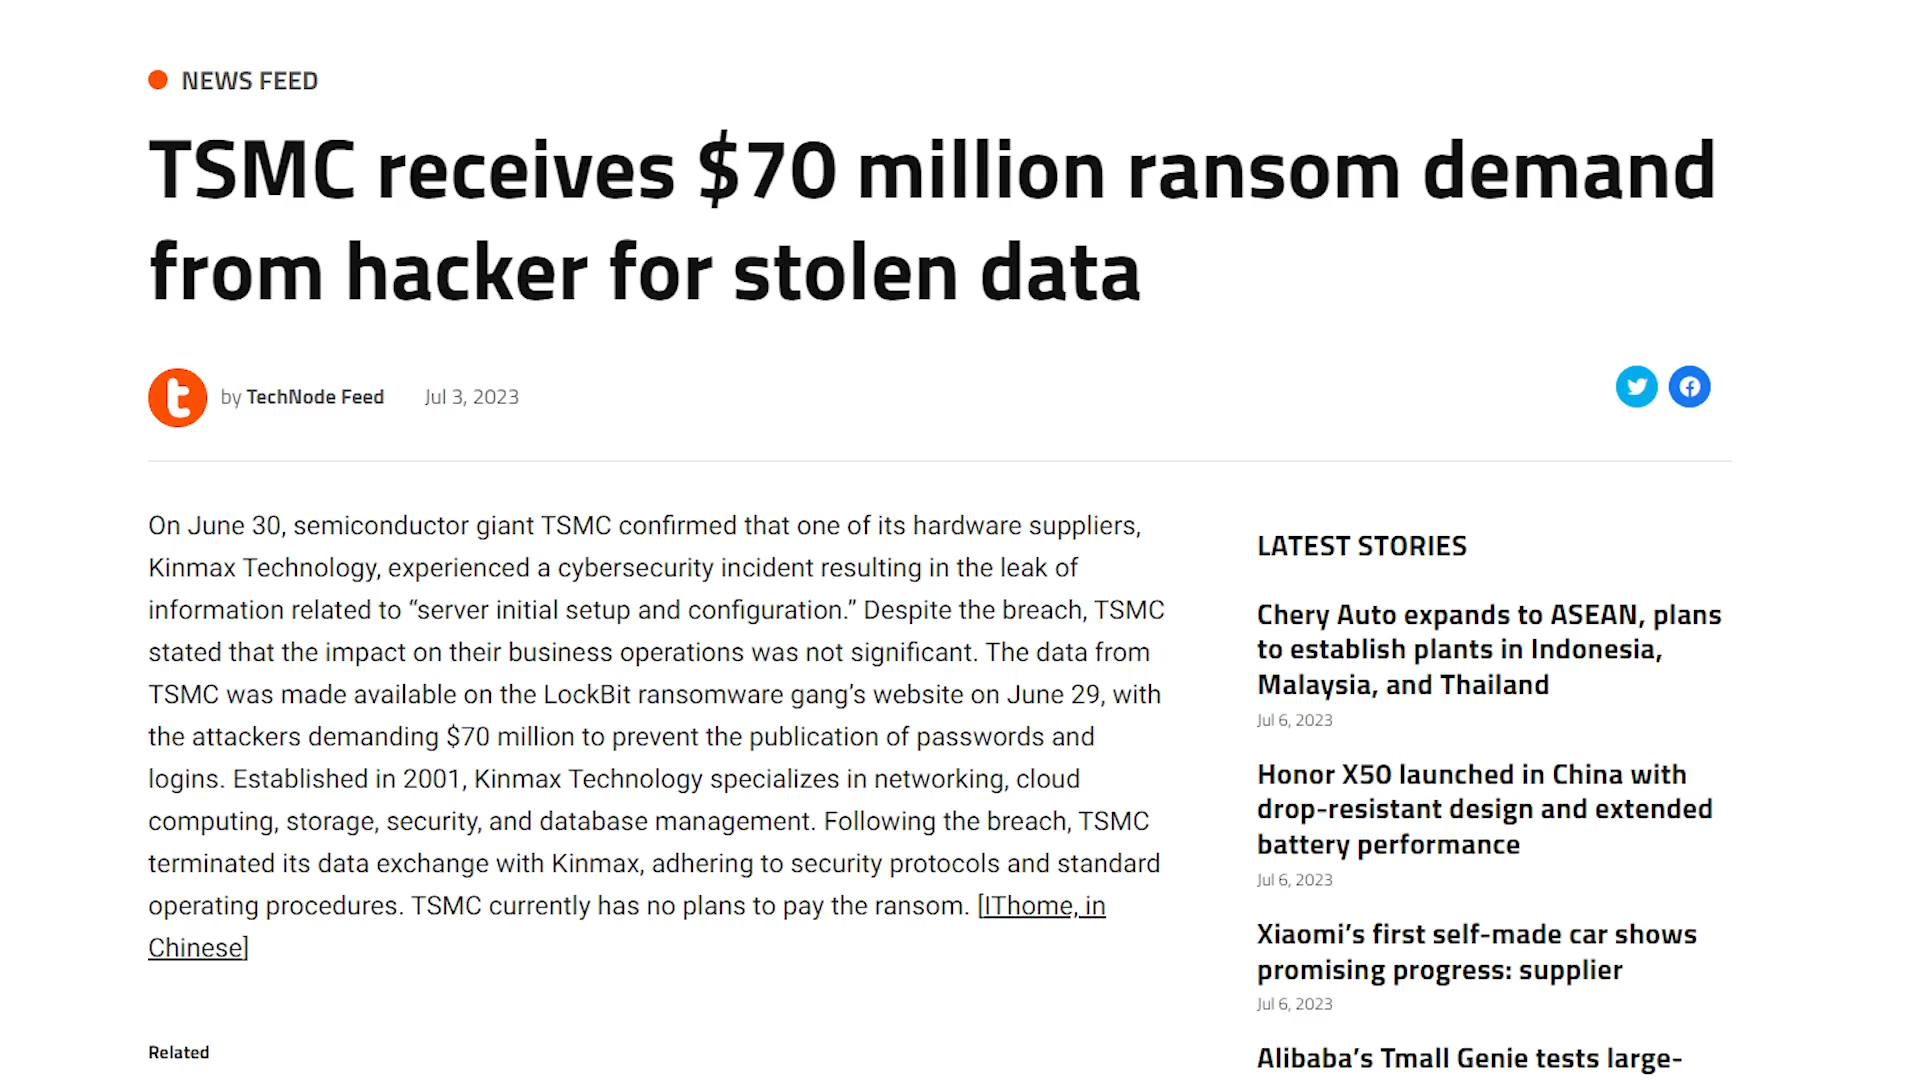 NEWS FEED
TSMC receives $70 million ransom demand
from hacker for stolen data
t
by TechNode Feed Jul 3, 2023
On June 30, semiconductor giant TSMC confirmed that one of its hardware suppliers,
Kinmax Technology, experienced a cybersecurity incident resulting in the leak of
information related to “server initial setup and configuration.” Despite the breach, TSMC
stated that the impact on their business operations was not significant. The data from
TSMC was made available on the LockBit ransomware gang’s website on June 29, with
the attackers demanding $70 million to prevent the publication of passwords and
logins. Established in 2001, Kinmax Technology specializes in networking, cloud
computing, storage, security, and database management. Following the breach, TSMC
terminated its data exchange with Kinmax, adhering to security protocols and standard
operating procedures. TSMC currently has no plans to pay the ransom. [IThome, in
Chinese]
Related
LATEST STORIES
Chery Auto expands to ASEAN, plans
to establish plants in Indonesia,
Malaysia, and Thailand
Jul 6, 2023
Honor X50 launched in China with
drop-resistant design and extended
battery performance
Jul 6, 2023
Xiaomi’s first self-made car shows
promising progress: supplier
Jul 6, 2023
Alibaba’s Tmall Genie tests large-